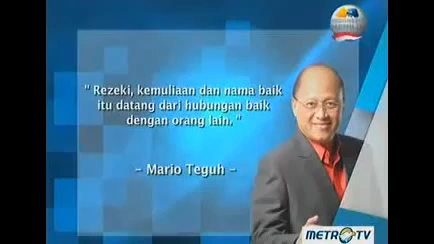 " Rezeki, kemuliaan dan nama baik
itu datang dari hubungan baik
dengan orang lain. "
- Mario Teguh -
METRO TV